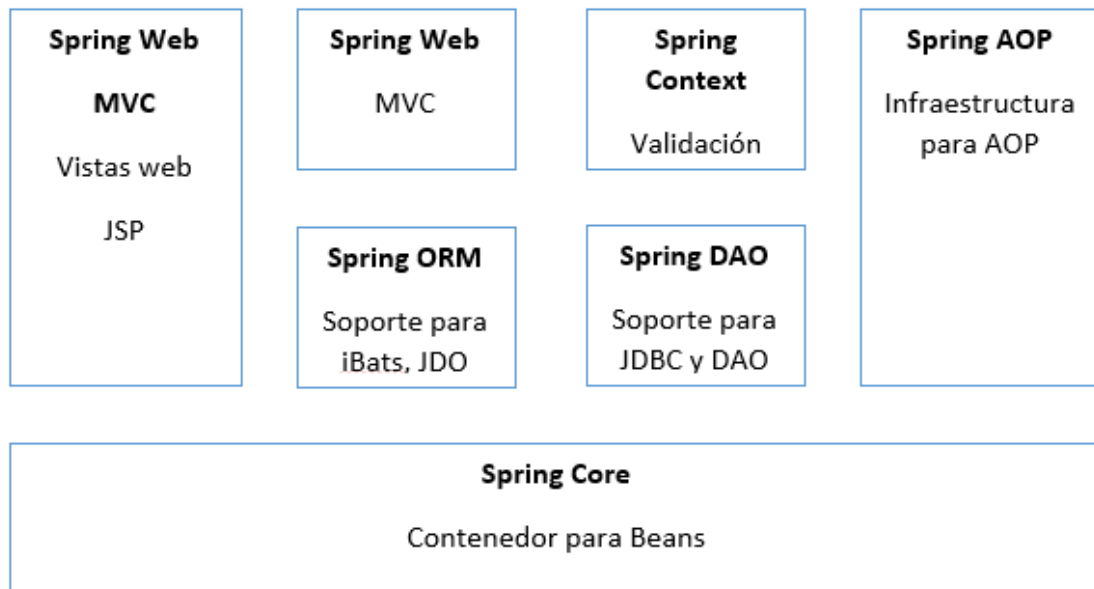 Spring Web
MVC
Vistas web
JSP
Spring Web
MVC
Spring
Context
Validación
Spring AOP
Infraestructura
para AOP
Spring ORM
Soporte para
iBats, JDO
Spring DAO
Soporte para
JDBC y DAO
Spring Core
Contenedor para Beans